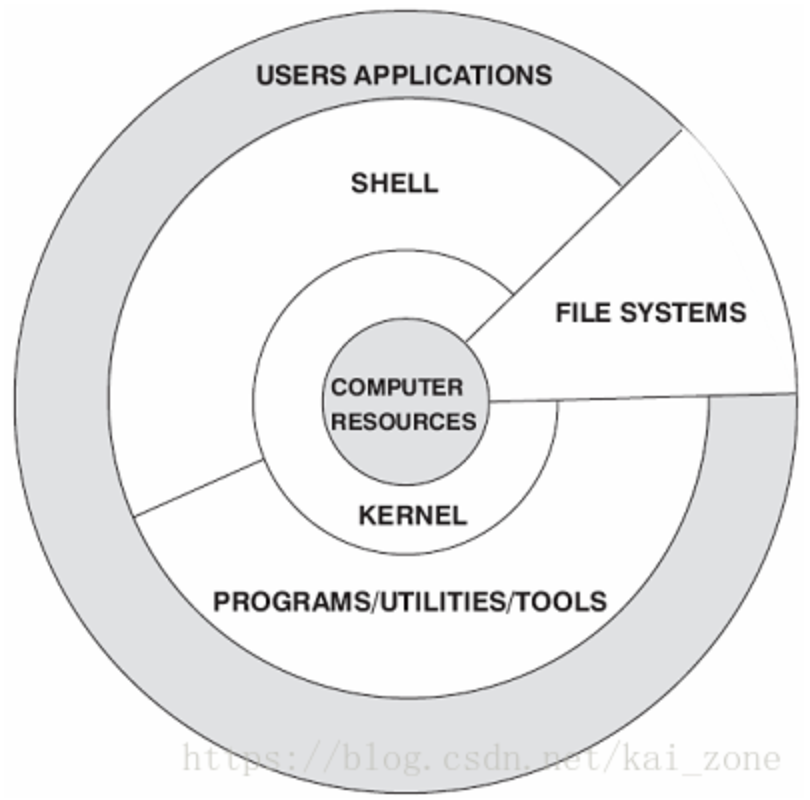 USERS APPLICATIONS
SHELL
FILE SYSTEMS
COMPUTER
RESOURCES
KERNEL
PROGRAMS/UTILITIES/TOOLS
https://blog.csdn.net/kai_zone